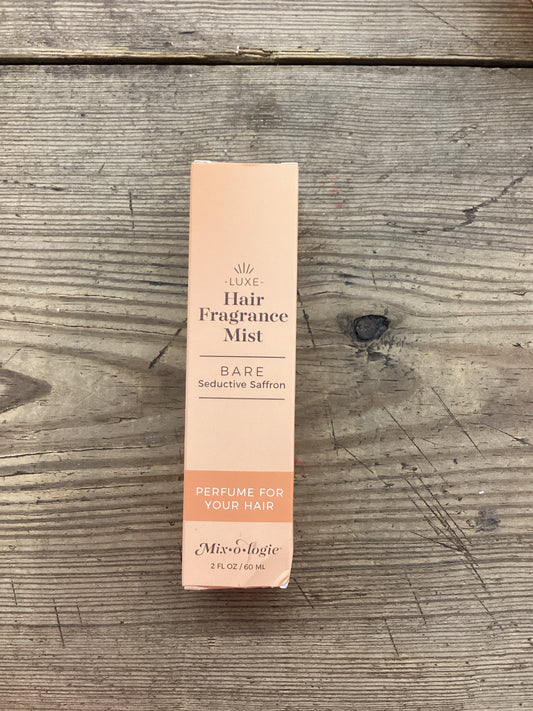 -LUXE-
Hair
Fragrance
Mist
BARE
Seductive Saffron
PERFUME FOR
YOUR HAIR
Mix•o•logie
2 FL OZ / 60 ML